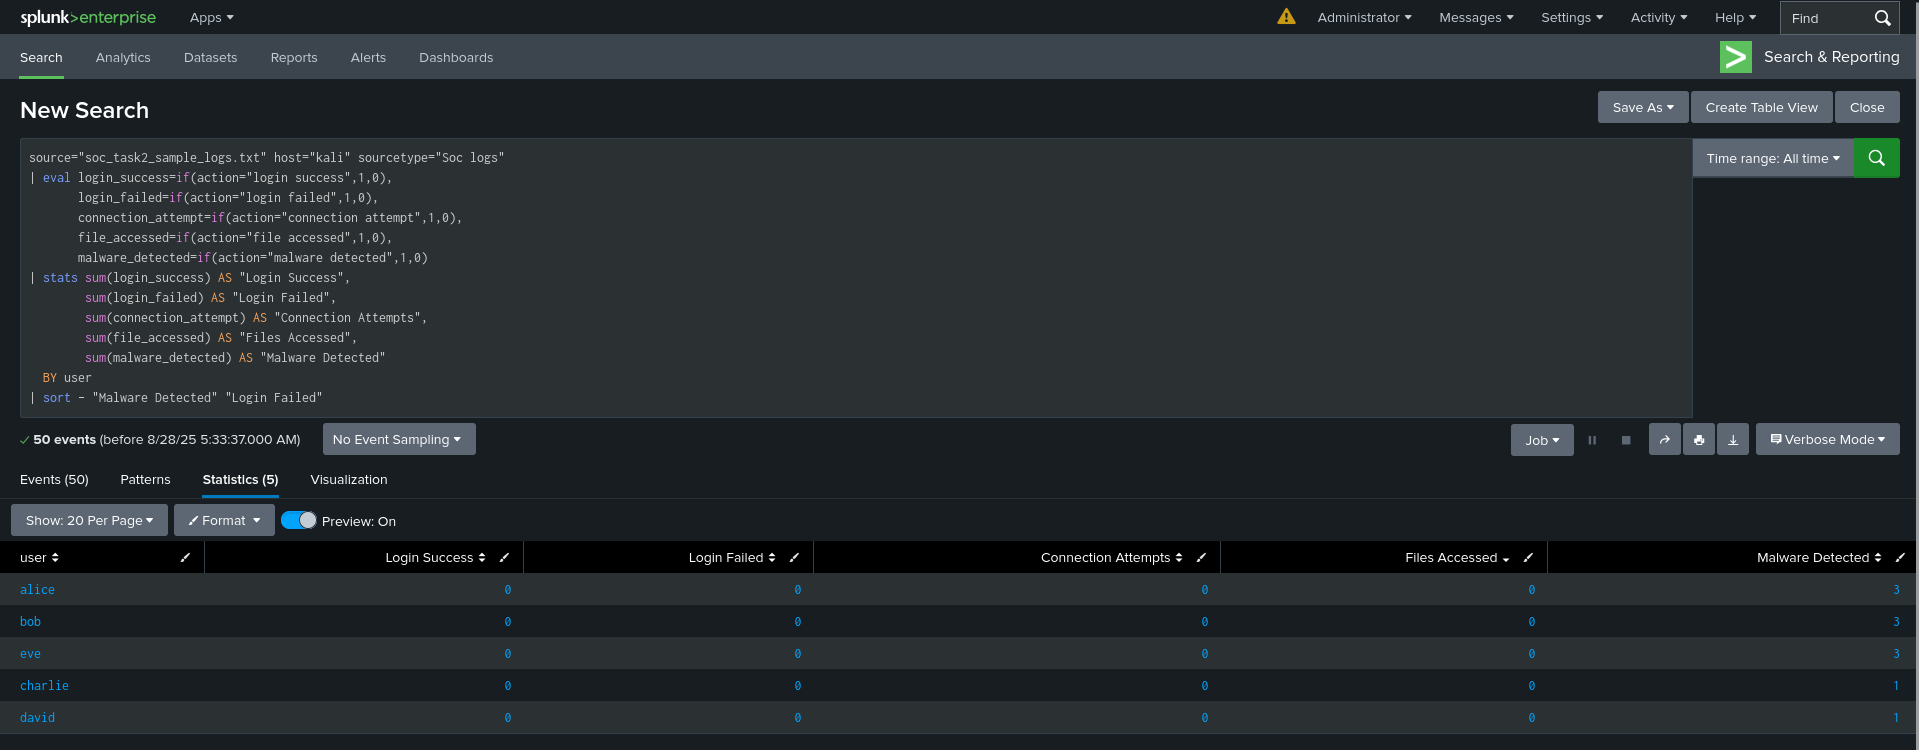 splunk>enterprise Apps Administrator Messages Settings Activity Help Find
Search Analytics Datasets Reports Alerts Dashboards Search & Reporting
New Search Save As Create Table View Close
source="soc_task2_sample_logs.txt" host="kali" sourcetype="Soc logs" Time range: All time
| eval login_success=if(action="login success",1,0),
login_failed=if(action="login failed",1,0),
connection_attempt=if(action="connection attempt",1,0),
file_accessed=if(action="file accessed",1,0),
malware_detected=if(action="malware detected",1,0)
| stats sum(login_success) AS "Login Success",
sum(login_failed) AS "Login Failed",
sum(connection_attempt) AS "Connection Attempts",
sum(file_accessed) AS "Files Accessed",
sum(malware_detected) AS "Malware Detected"
BY user
| sort - "Malware Detected" "Login Failed"
50 events (before 8/28/25 5:33:37.000 AM) No Event Sampling Job Verbose Mode
Events (50) Patterns Statistics (5) Visualization
Show: 20 Per Page Format Preview: On
user Login Success Login Failed Connection Attempts Files Accessed Malware Detected
alice 0 0 0 0 3
bob 0 0 0 0 3
eve 0 0 0 0 3
charlie 0 0 0 0 1
david 0 0 0 0 1